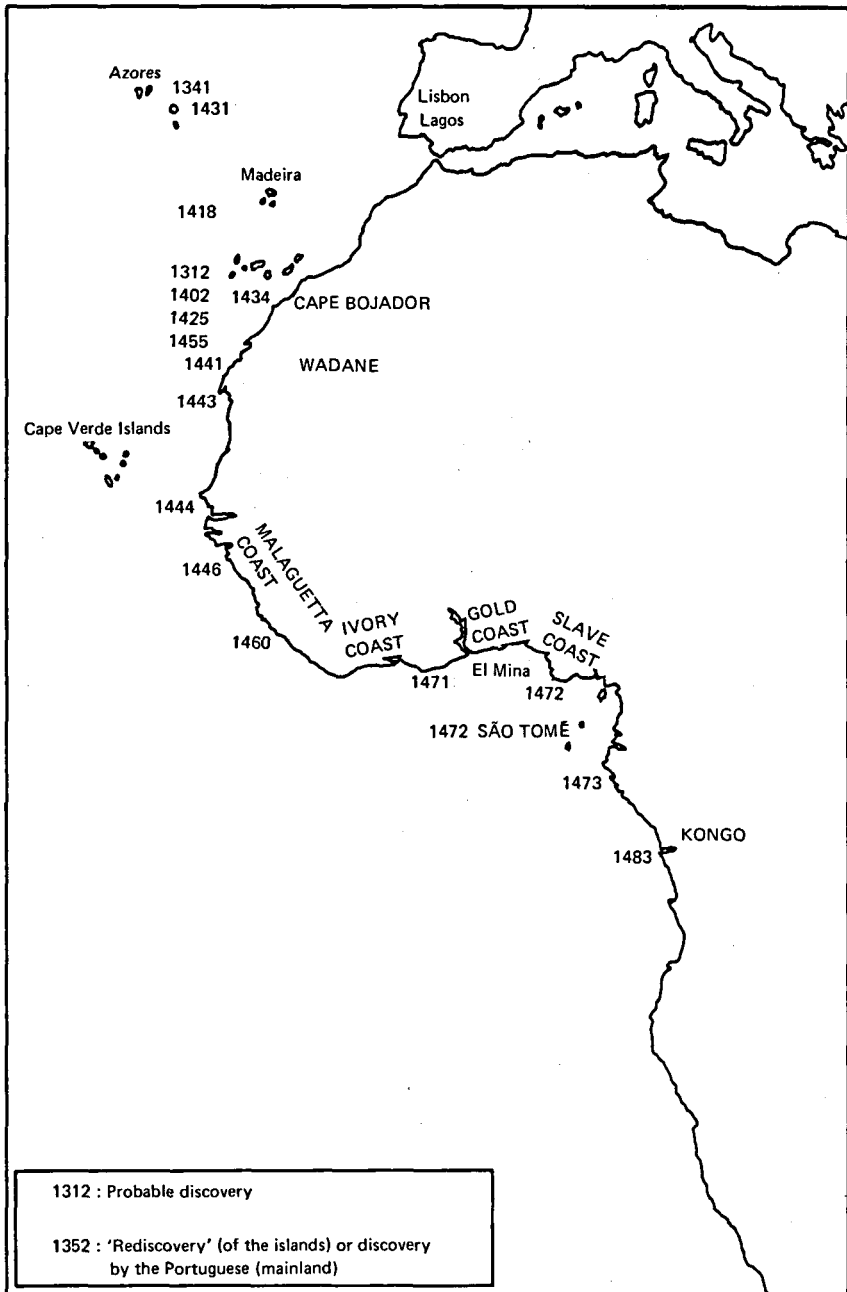 Azores
1341
1431
Lisbon
Lagos
Madeira
1418
1312
1402
1434
CAPE BOJADOR
1425
1455
1441
WADANE
1443
Cape Verde Islands
1444
MALAGUETTA
COAST
1446
1460
IVORY
COAST
GOLD
COAST
SLAVE
COAST
1471
El Mina
1472
1472 SÃO TOMÉ
1473
KONGO
1483
1312 : Probable discovery
1352 : 'Rediscovery' (of the islands) or discovery
by the Portuguese (mainland)